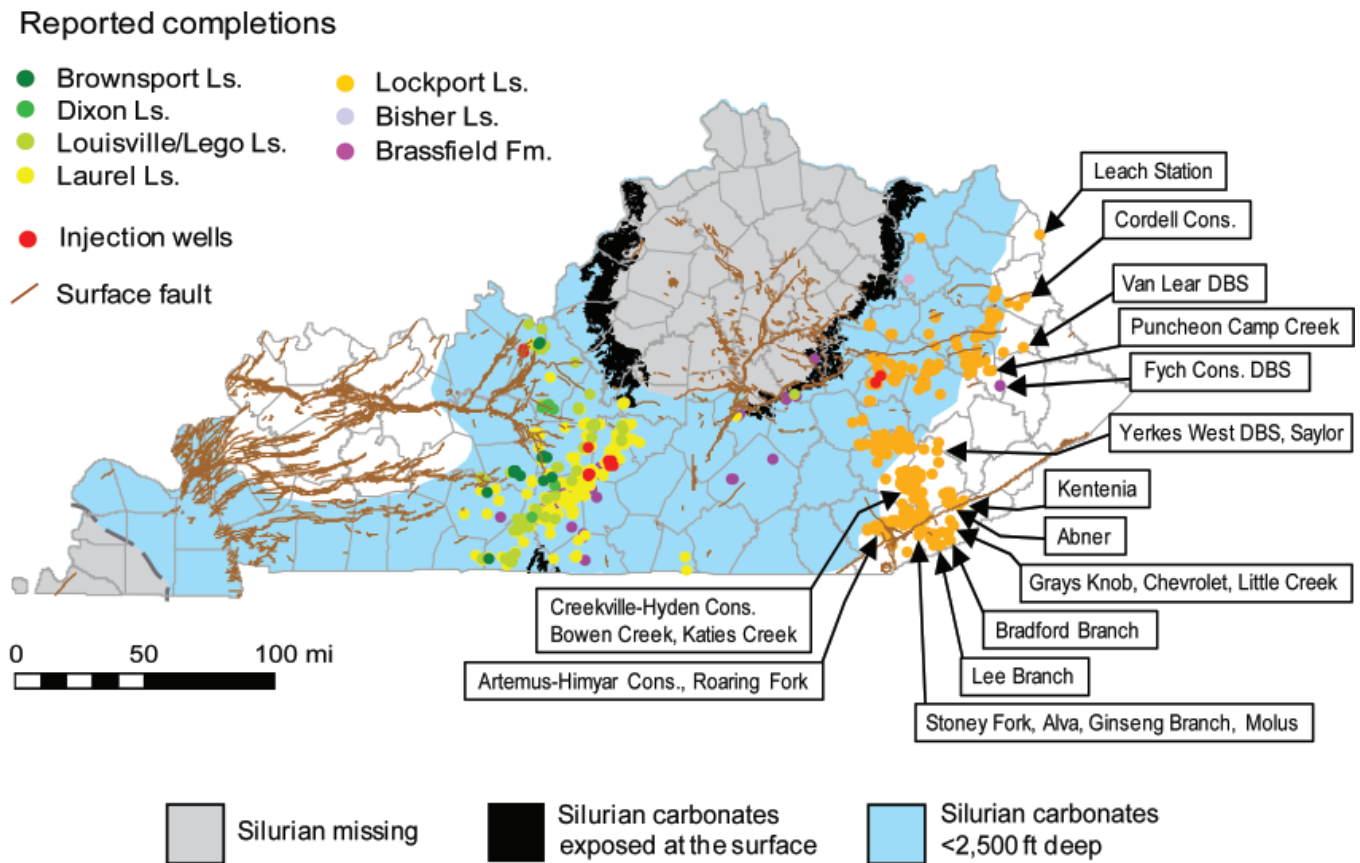 Reported completions
Brownsport Ls.
Dixon Ls.
Louisville/Lego Ls.
Laurel Ls.
Lockport Ls.
Bisher Ls.
Brassfield Fm.
Injection wells
Surface fault
Leach Station
Cordell Cons.
Van Lear DBS
Puncheon Camp Creek
Fych Cons. DBS
Yerkes West DBS, Saylor
Kentenia
Abner
Grays Knob, Chevrolet, Little Creek
Bradford Branch
Lee Branch
Stoney Fork, Alva, Ginseng Branch, Molus
Creekville-Hyden Cons.
Bowen Creek, Katies Creek
Artemus-Himyar Cons., Roaring Fork
0 50 100 mi
Silurian missing
Silurian carbonates
exposed at the surface
Silurian carbonates
<2,500 ft deep